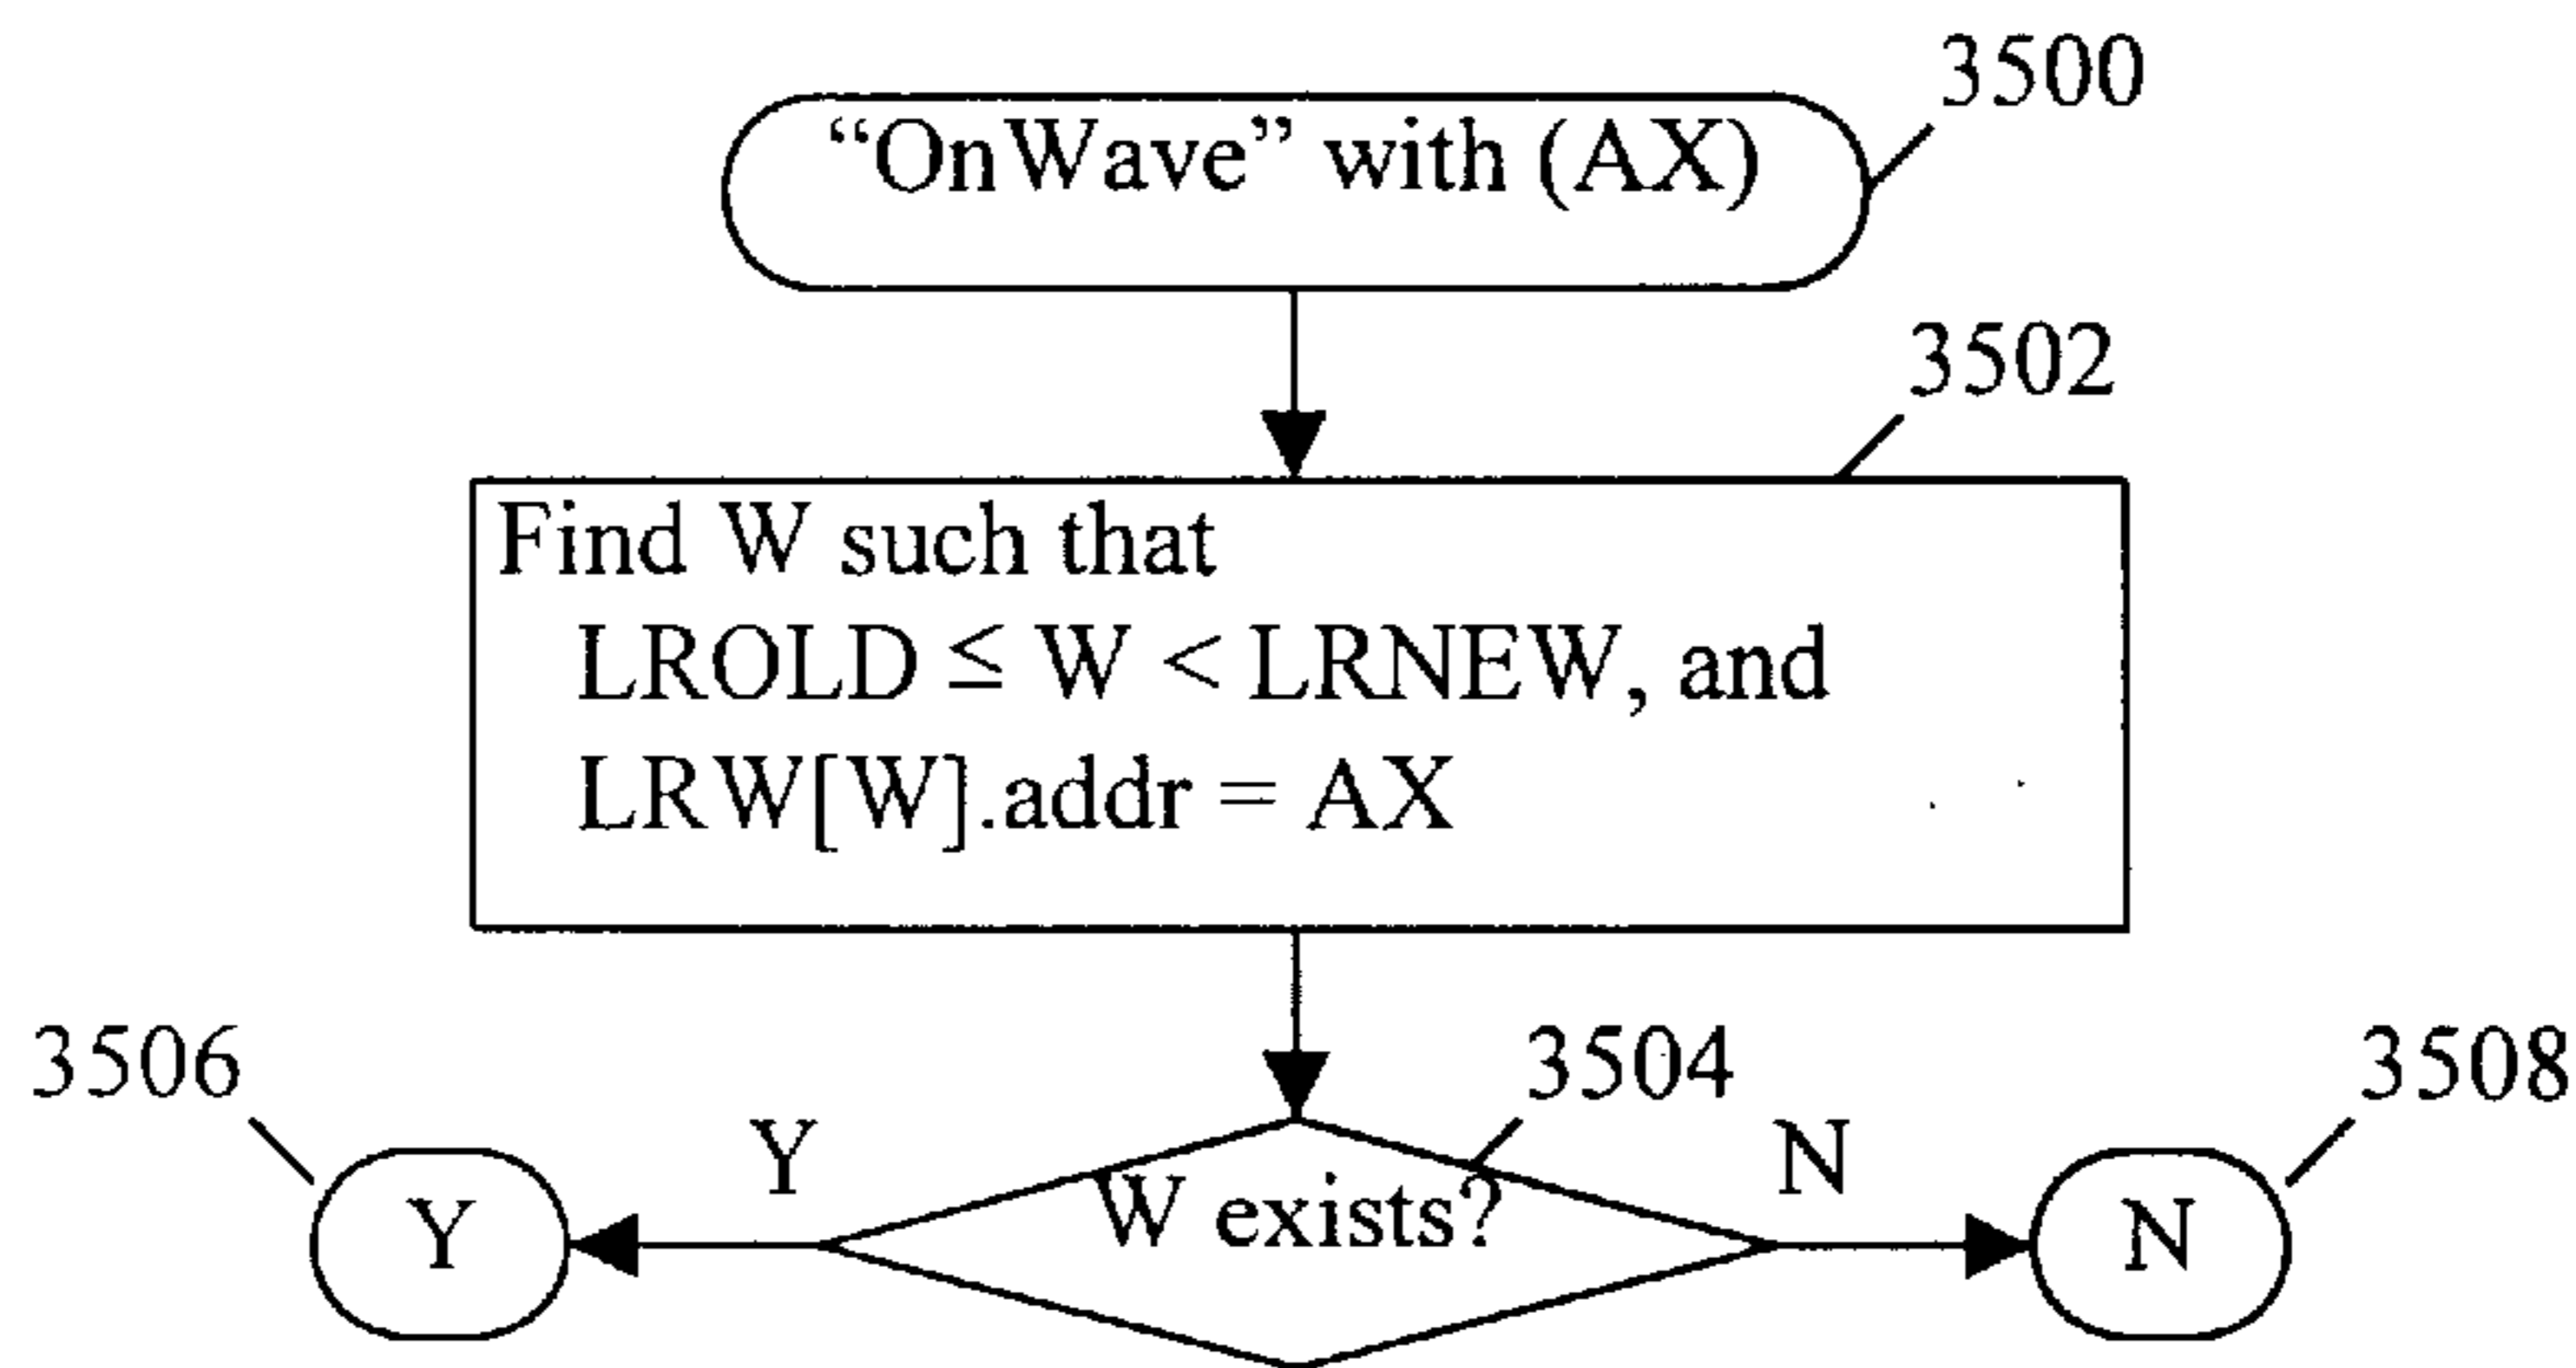 3500
“OnWave” with (AX)
3502
Find W such that
LROLD ≤ W < LRNEW, and
LRW[W].addr = AX
3506
3504
3508
Y
N
Y
W exists?
N